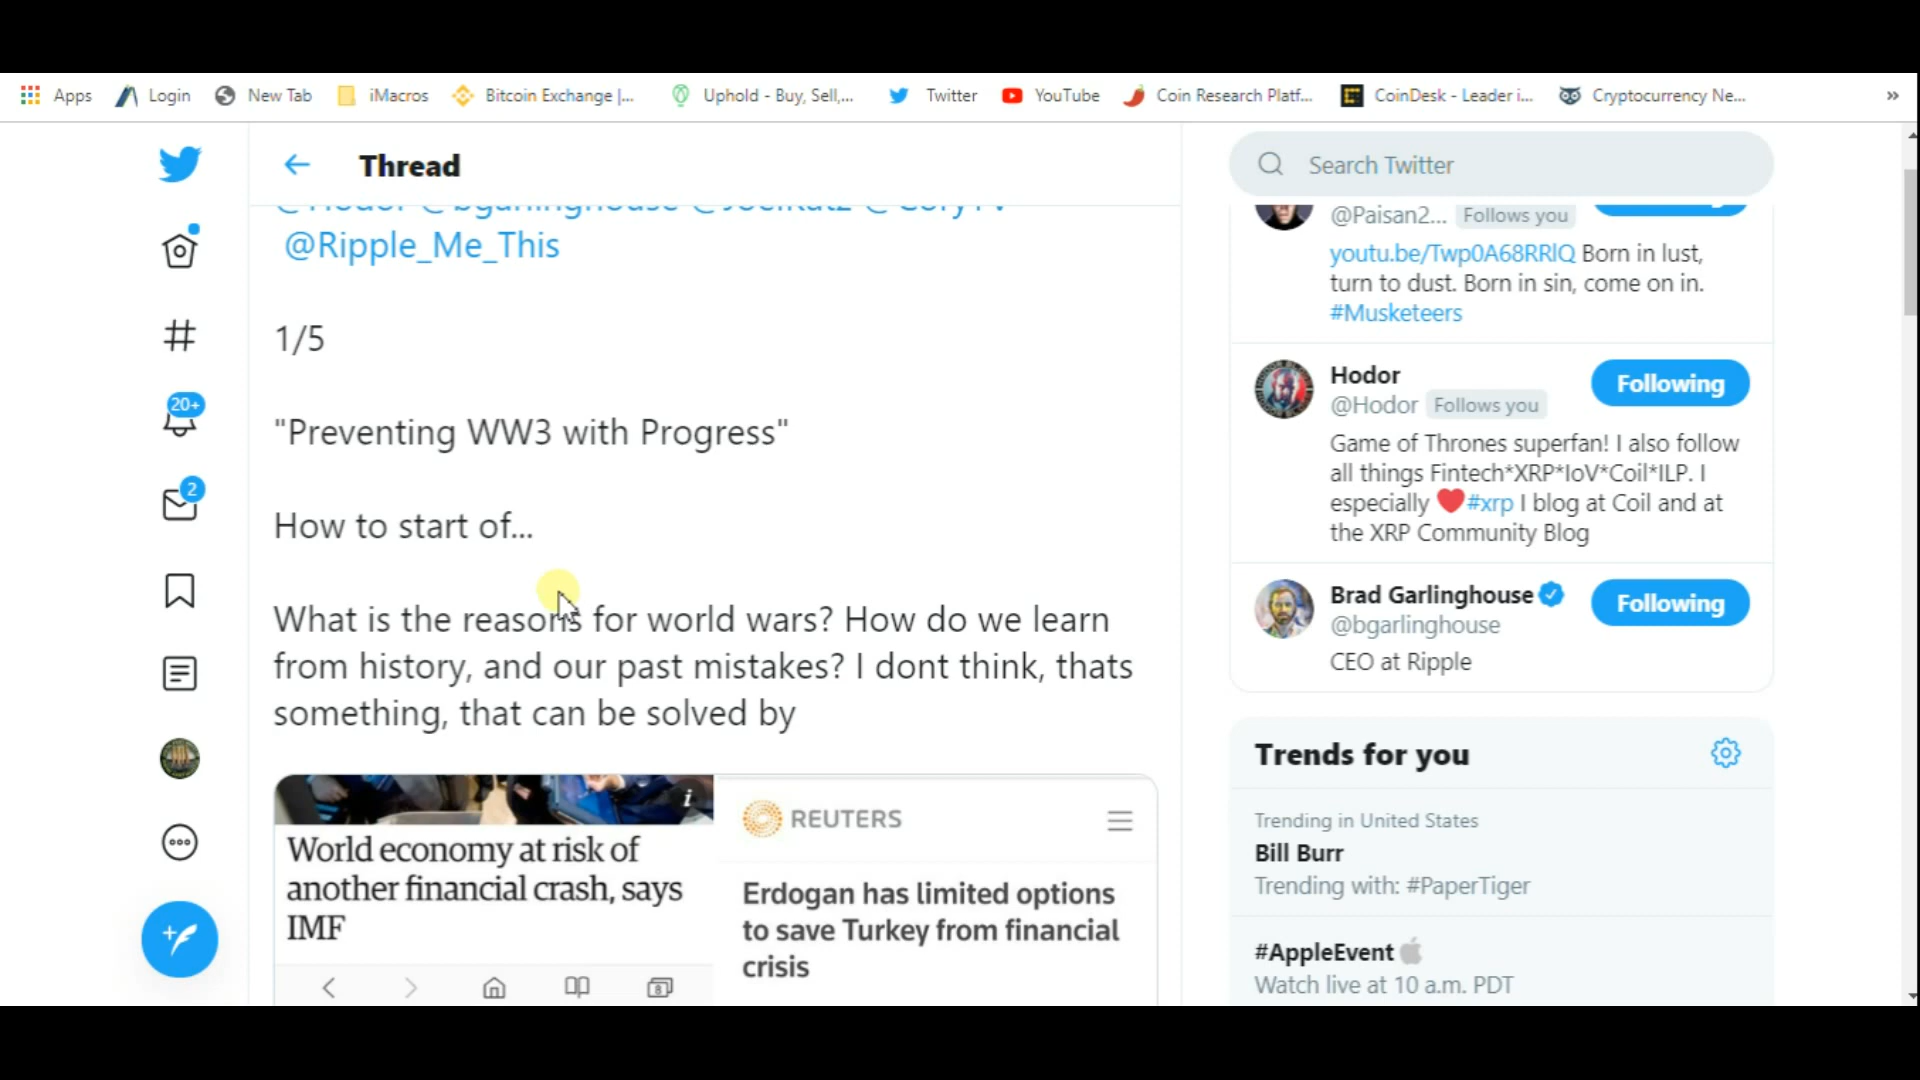 Apps
Login
New Tab
iMacros
Bitcoin Exchange |...
Uphold - Buy, Sell,...
Twitter
YouTube
Coin Research Platf...
CoinDesk - Leader i...
Cryptocurrency Ne...
»
Thread
Search Twitter
@Ripple_Me_This
1/5
"Preventing WW3 with Progress"
How to start of...
What is the reasons for world wars? How do we learn
from history, and our past mistakes? I dont think, thats
something, that can be solved by
World economy at risk of
another financial crash, says
IMF
8
REUTERS
Erdogan has limited options
to save Turkey from financial
crisis
20+
2
@Paisan2... Follows you
youtu.be/Twp0A68RRlQ Born in lust,
turn to dust. Born in sin, come on in.
#Musketeers
Hodor
@Hodor Follows you
Following
Game of Thrones superfan! I also follow
all things Fintech*XRP*IoV*Coil*ILP. I
especially ❤️#xrp I blog at Coil and at
the XRP Community Blog
Brad Garlinghouse
@bgarlinghouse
Following
CEO at Ripple
Trends for you
Trending in United States
Bill Burr
Trending with: #PaperTiger
#AppleEvent
Watch live at 10 a.m. PDT